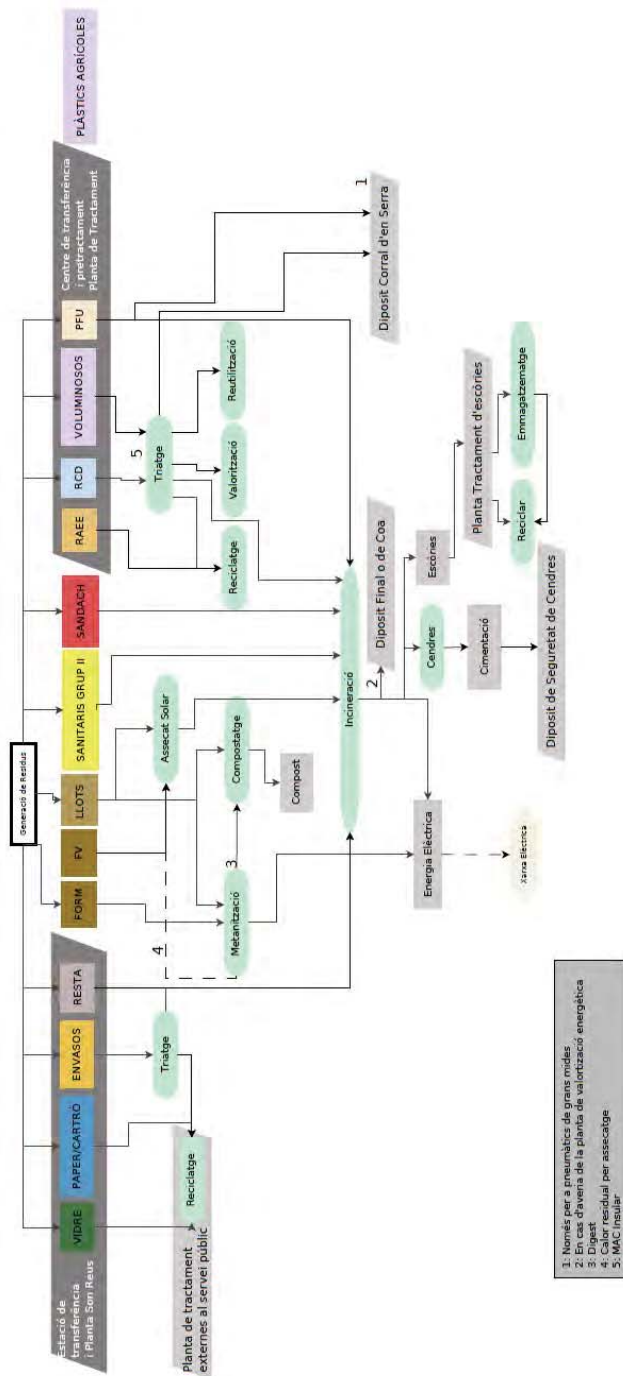 Generació de Residus
Estació de
transferència
i Planta Son Reus
VIDRE
PAPER/CARTRÓ
ENVASOS
RESTA
FORM
FV
LLOTS
SANITARIS GRUP II
SANDACH
RAEE
RCD
VOLUMINOSOS
PFU
Centre de transferència
i pretractament
Planta de Tractament
PLÀSTICS AGRÍCOLES
Triatge
4
Assecat Solar
Triatge
5
Planta de tractament
externes al servei públic
Reciclatge
Metanització
3
Compostatge
Reciclatge
Valorització
Reutilització
Compost
Incineració
Diposit Corral d'en Serra
1
2
Diposit Final o de Coa
Energia Elèctrica
Cendres
Escòries
Planta Tractament d'escòries
Cimentació
Xarxa Elèctrica
Reciclar
Emmagatzematge
Diposit de Seguretat de Cendres
1: Només per a pneumàtics de grans mides
2: En cas d'averia de la planta de valortizació energètica
3: Digest
4: Calor residual per assecatge
5: MAC Insular